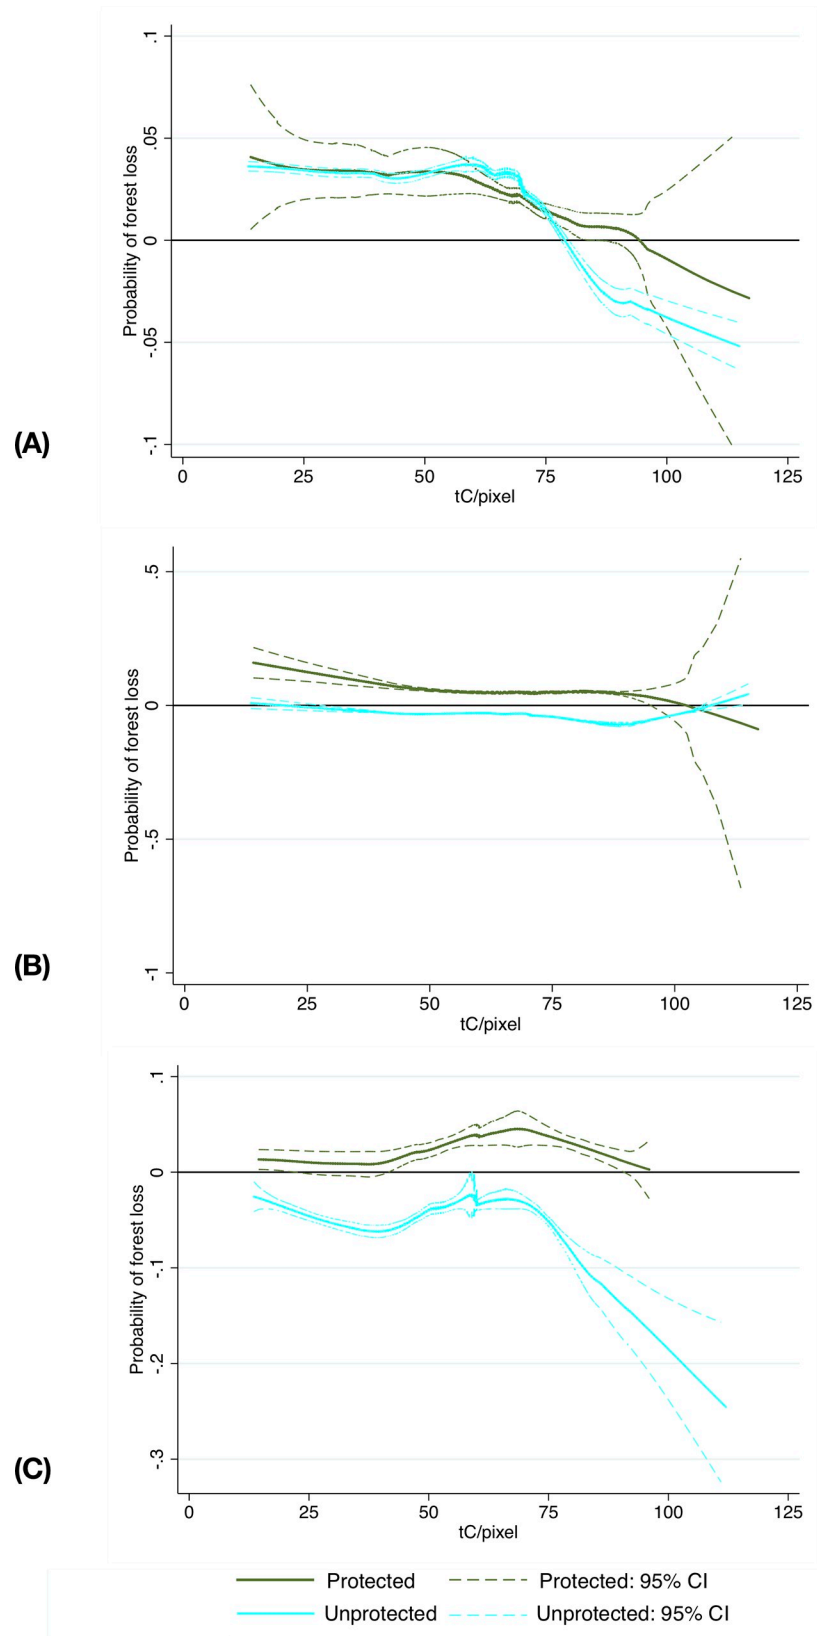 .1
.05
0
-.05
-.1
Probability of forest loss
(A)
0 25 50 75 100 125
tC/pixel
.5
0
-.5
-1
Probability of forest loss
(B)
0 25 50 75 100 125
tC/pixel
.1
0
-.1
-.2
-.3
Probability of forest loss
(C)
0 25 50 75 100 125
tC/pixel
Protected Protected: 95% CI
Unprotected Unprotected: 95% CI